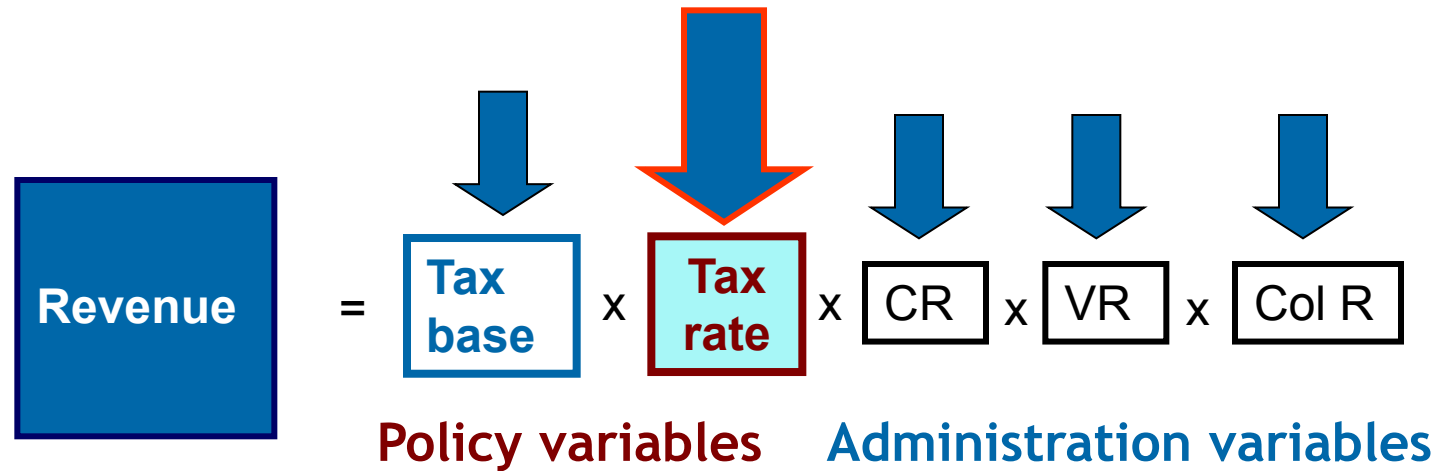 Revenue = Tax base x Tax rate x CR x VR x Col R
Policy variables Administration variables